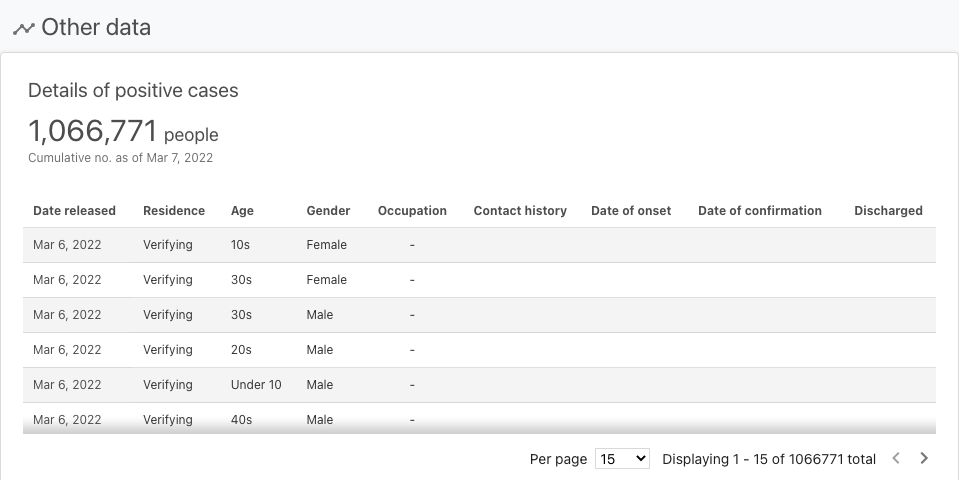 Other data
Details of positive cases
1,066,771 people
Cumulative no. as of Mar 7, 2022
Date released Residence Age Gender Occupation Contact history Date of onset Date of confirmation Discharged
Mar 6, 2022 Verifying 10s Female -
Mar 6, 2022 Verifying 30s Female -
Mar 6, 2022 Verifying 30s Male -
Mar 6, 2022 Verifying 20s Male -
Mar 6, 2022 Verifying Under 10 Male -
Mar 6, 2022 Verifying 40s Male -
Per page 15 Displaying 1 - 15 of 1066771 total